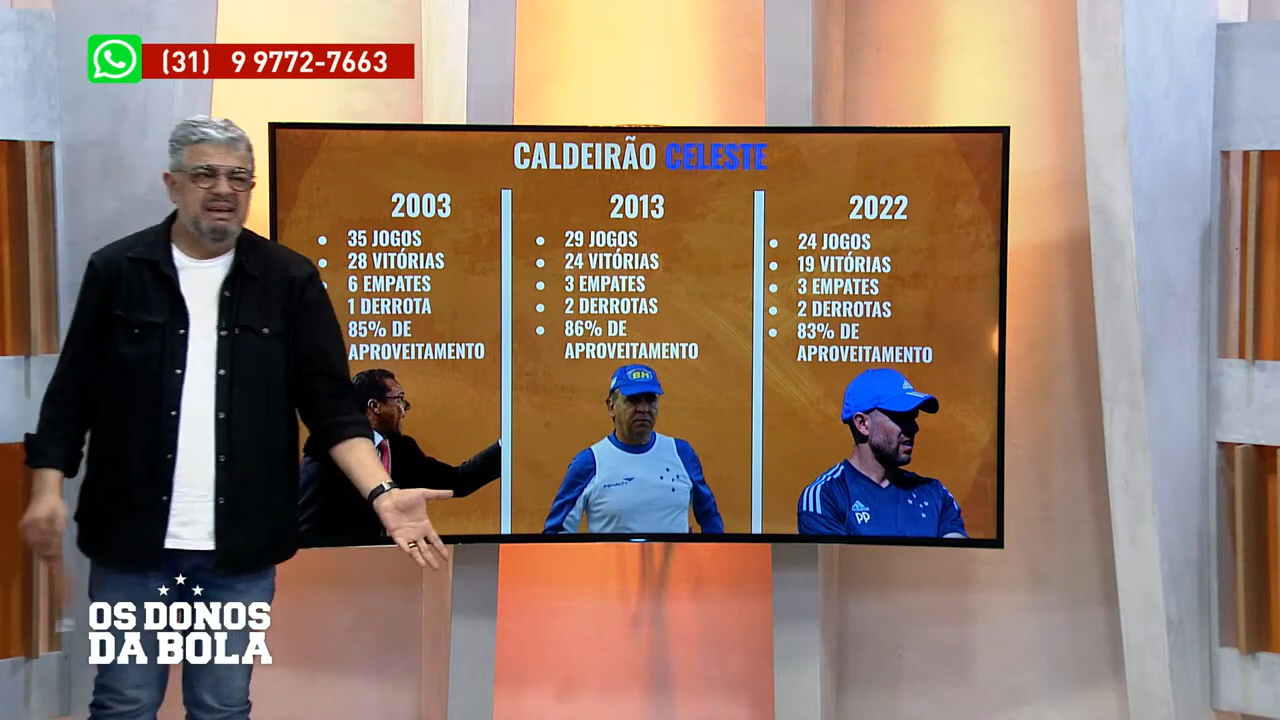 (31) 9 9772-7663
CALDEIRÃO CELESTE
2003
35 JOGOS
28 VITÓRIAS
6 EMPATES
1 DERROTA
85% DE
APROVEITAMENTO
2013
29 JOGOS
24 VITÓRIAS
3 EMPATES
2 DERROTAS
86% DE
APROVEITAMENTO
2022
24 JOGOS
19 VITÓRIAS
3 EMPATES
2 DERROTAS
83% DE
APROVEITAMENTO
BH
PENALTY
adidas
PP
OS DONOS
DA BOLA